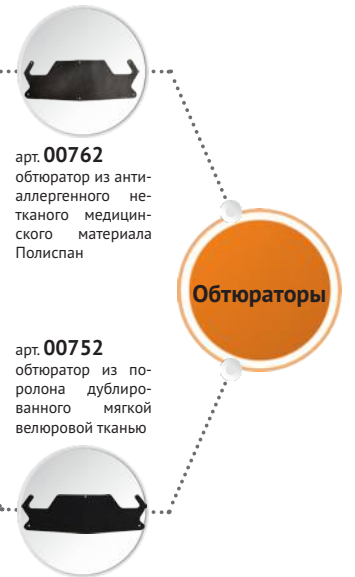 арт. 00762
обтюратор из анти-
аллергенного не-
тканого медицин-
ского материала
Полиспан
Обтюраторы
арт. 00752
обтюратор из по-
ролона дублиро-
ванного мягкой
велюровой тканью